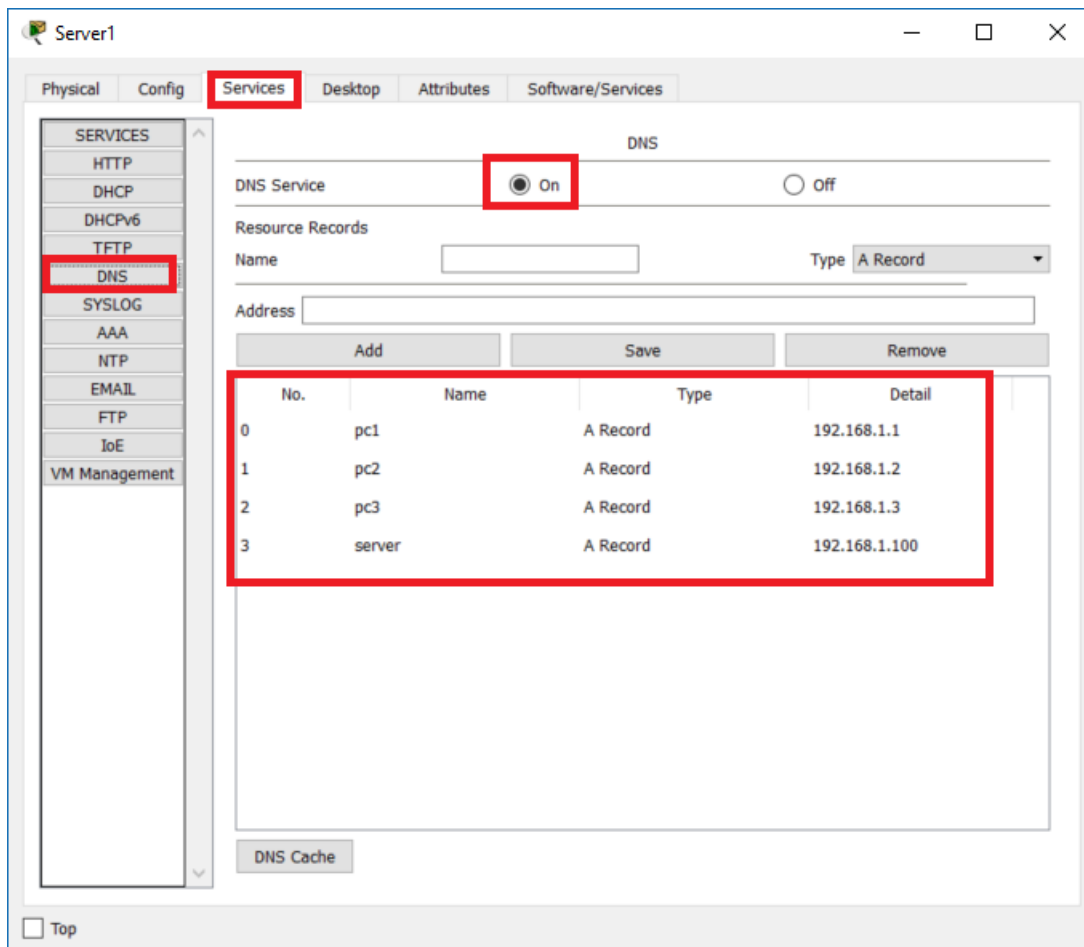 Server1
Physical Config Services Desktop Attributes Software/Services
SERVICES
HTTP
DHCP
DHCPv6
TFTP
DNS
SYSLOG
AAA
NTP
EMAIL
FTP
IoE
VM Management
DNS
DNS Service On Off
Resource Records
Name Type A Record
Address
Add Save Remove
No. Name Type Detail
0 pc1 A Record 192.168.1.1
1 pc2 A Record 192.168.1.2
2 pc3 A Record 192.168.1.3
3 server A Record 192.168.1.100
DNS Cache
Top